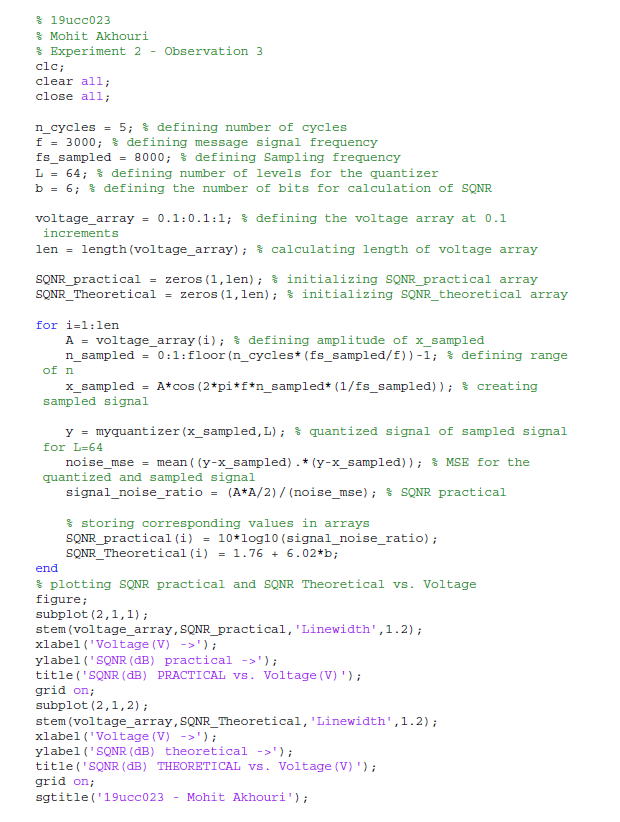 % 19ucc023
% Mohit Akhouri
% Experiment 2 - Observation 3
clc;
clear all;
close all;
n_cycles = 5; % defining number of cycles
f = 3000; % defining message signal frequency
fs_sampled = 8000; % defining Sampling frequency
L = 64; % defining number of levels for the quantizer
b = 6; % defining the number of bits for calculation of SQNR
voltage_array = 0.1:0.1:1; % defining the voltage array at 0.1
increments
len = length(voltage_array); % calculating length of voltage array
SQNR_practical = zeros(1,len); % initializing SQNR_practical array
SQNR_Theoretical = zeros(1,len); % initializing SQNR_theoretical array
for i=1:len
A = voltage_array(i); % defining amplitude of x_sampled
n_sampled = 0:1:floor(n_cycles*(fs_sampled/f))-1; % defining range
of n
x_sampled = A*cos(2*pi*f*n_sampled*(1/fs_sampled)); % creating
sampled signal
y = myquantizer(x_sampled,L); % quantized signal of sampled signal
for L=64
noise_mse = mean((y-x_sampled).*(y-x_sampled)); % MSE for the
quantized and sampled signal
signal_noise_ratio = (A*A/2)/(noise_mse); % SQNR practical
% storing corresponding values in arrays
SQNR_practical(i) = 10*log10(signal_noise_ratio);
SQNR_Theoretical(i) = 1.76 + 6.02*b;
end
% plotting SQNR practical and SQNR Theoretical vs. Voltage
figure;
subplot(2,1,1);
stem(voltage_array,SQNR_practical,'Linewidth',1.2);
xlabel('Voltage(V) ->');
ylabel('SQNR(dB) practical ->');
title('SQNR(dB) PRACTICAL vs. Voltage(V)');
grid on;
subplot(2,1,2);
stem(voltage_array,SQNR_Theoretical,'Linewidth',1.2);
xlabel('Voltage(V) ->');
ylabel('SQNR(dB) theoretical ->');
title('SQNR(dB) THEORETICAL vs. Voltage(V)');
grid on;
sgtitle('19ucc023 - Mohit Akhouri');